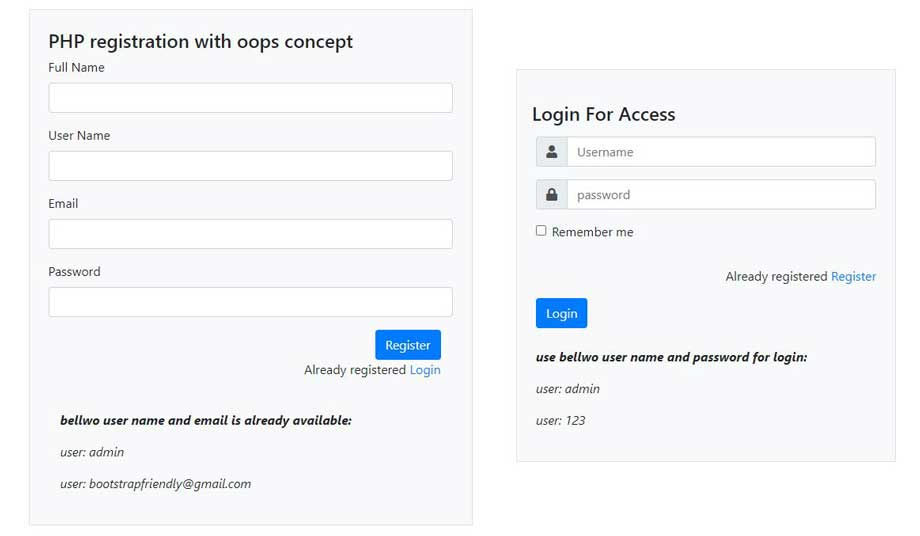 PHP registration with oops concept
Full Name
User Name
Email
Password
Register
Already registered Login
bellwo user name and email is already available:
user: admin
user: bootstrapfriendly@gmail.com
Login For Access
Username
password
Remember me
Already registered Register
Login
use bellwo user name and password for login:
user: admin
user: 123